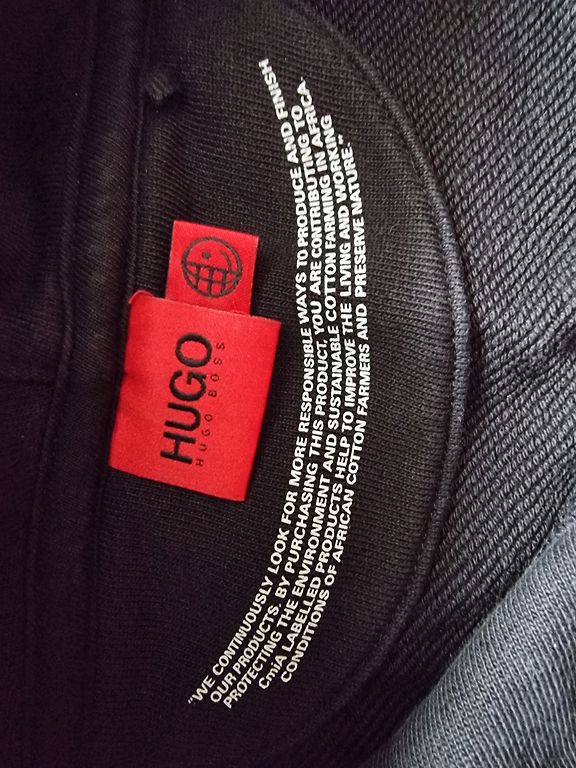 HUGO
HUGO BOSS
"WE CONTINUOUSLY LOOK FOR MORE RESPONSIBLE WAYS TO PRODUCE AND FINISH
OUR PRODUCTS. BY PURCHASING THIS PRODUCT, YOU ARE CONTRIBUTING TO
PROTECTING THE ENVIRONMENT AND SUSTAINABLE COTTON FARMING IN AFRICA.
CmiA LABELLED PRODUCTS HELP TO IMPROVE THE LIVING AND WORKING
CONDITIONS OF AFRICAN COTTON FARMERS AND PRESERVE NATURE."